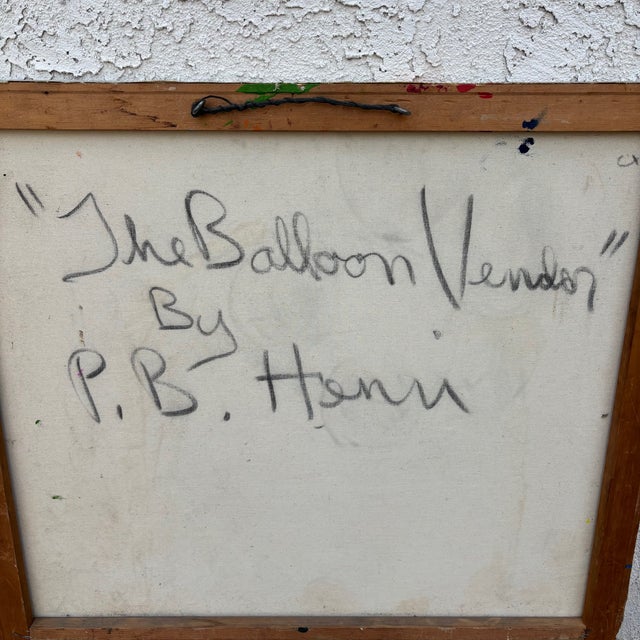 "The Balloon Vendor"
By
P. B. Henri